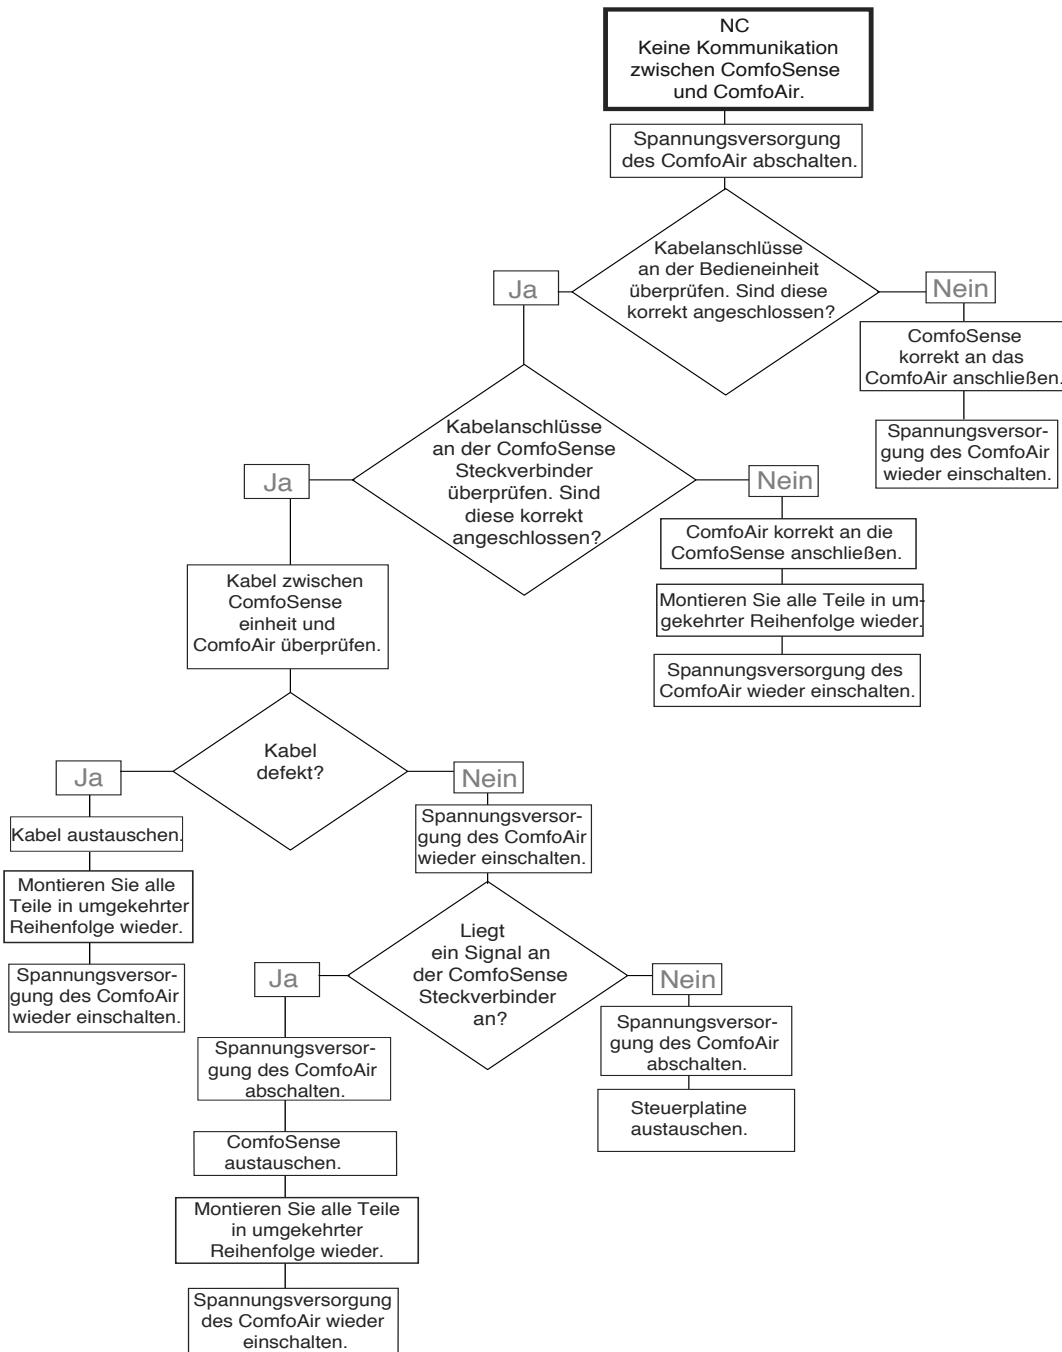 NC
Keine Kommunikation
zwischen ComfoSense
und ComfoAir.
Spannungsversorgung
des ComfoAir abschalten.
Kabelanschlüsse
an der Bedieneinheit
überprüfen. Sind diese
korrekt angeschlossen?
Ja
Nein
ComfoSense
korrekt an das
ComfoAir anschließen.
Spannungsversor-
gung des ComfoAir
wieder einschalten.
Kabelanschlüsse
an der ComfoSense
Steckverbinder
überprüfen. Sind
diese korrekt
angeschlossen?
Ja
Nein
ComfoAir korrekt an die
ComfoSense anschließen.
Montieren Sie alle Teile in um-
gekehrter Reihenfolge wieder.
Spannungsversorgung des
ComfoAir wieder einschalten.
Kabel zwischen
ComfoSense
einheit und
ComfoAir überprüfen.
Kabel
defekt?
Ja
Nein
Kabel austauschen.
Montieren Sie alle
Teile in umgekehrter
Reihenfolge wieder.
Spannungsversor-
gung des ComfoAir
wieder einschalten.
Spannungsversor-
gung des ComfoAir
wieder einschalten.
Liegt
ein Signal an
der ComfoSense
Steckverbinder
an?
Ja
Nein
Spannungsversor-
gung des ComfoAir
abschalten.
ComfoSense
austauschen.
Montieren Sie alle Teile
in umgekehrter
Reihenfolge wieder.
Spannungsversorgung
des ComfoAir wieder
einschalten.
Spannungsversor-
gung des ComfoAir
abschalten.
Steuerplatine
austauschen.